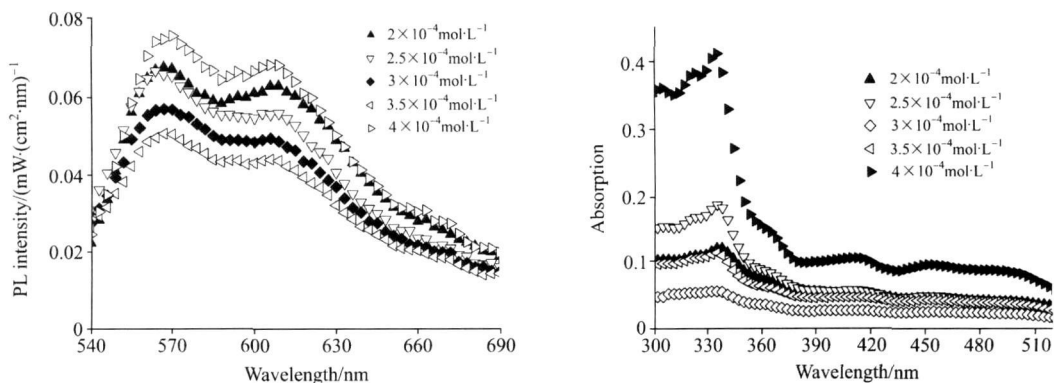 PL intensity/(mW·(cm²·nm)⁻¹
0.08
0.06
0.04
0.02
0
540 570 600 630 660 690
Wavelength/nm
▲ 2×10⁻⁴mol·L⁻¹
▽ 2.5×10⁻⁴mol·L⁻¹
◆ 3×10⁻⁴mol·L⁻¹
◁ 3.5×10⁻⁴mol·L⁻¹
▷ 4×10⁻⁴mol·L⁻¹
Absorption
0.4
0.3
0.2
0.1
0
300 330 360 390 420 450 480 510
Wavelength/nm
▲ 2×10⁻⁴mol·L⁻¹
▽ 2.5×10⁻⁴mol·L⁻¹
◇ 3×10⁻⁴mol·L⁻¹
◁ 3.5×10⁻⁴mol·L⁻¹
▶ 4×10⁻⁴mol·L⁻¹